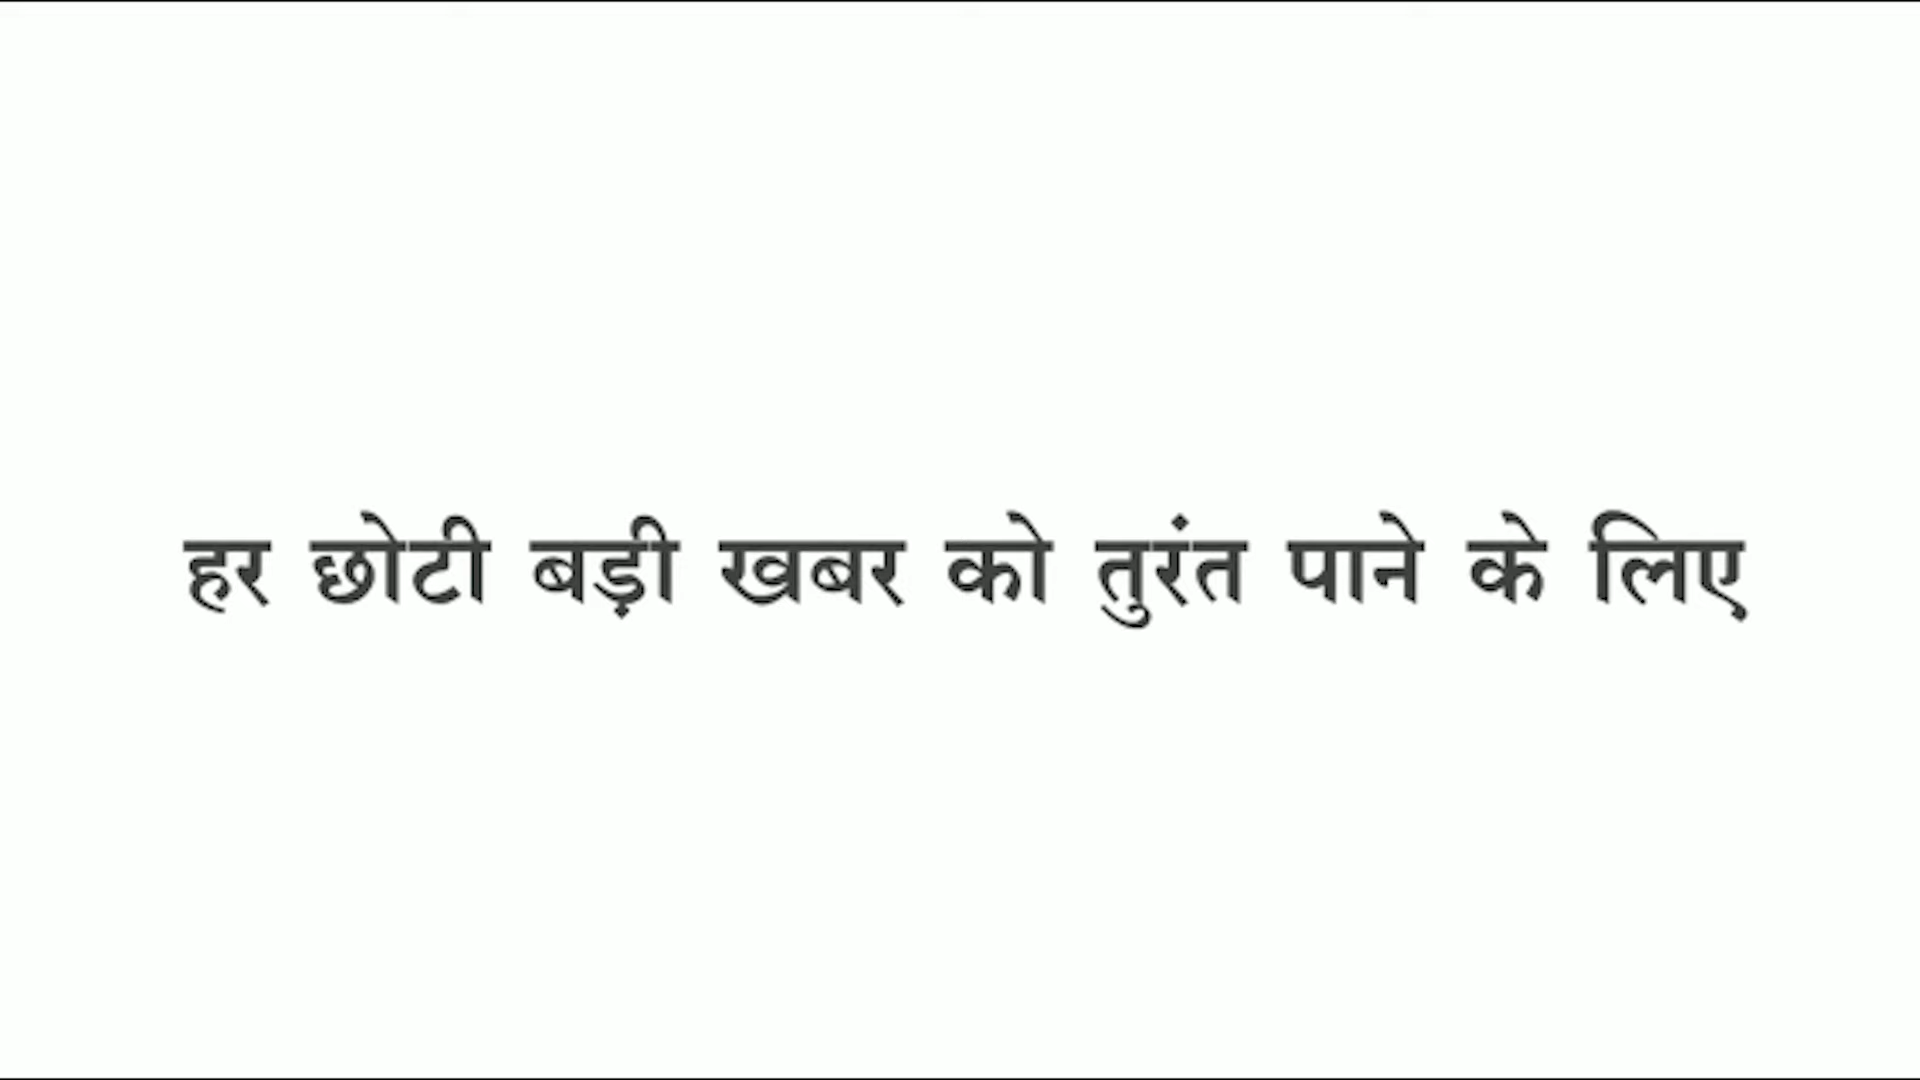 हर छोटी बड़ी खबर को तुरंत पाने के लिए